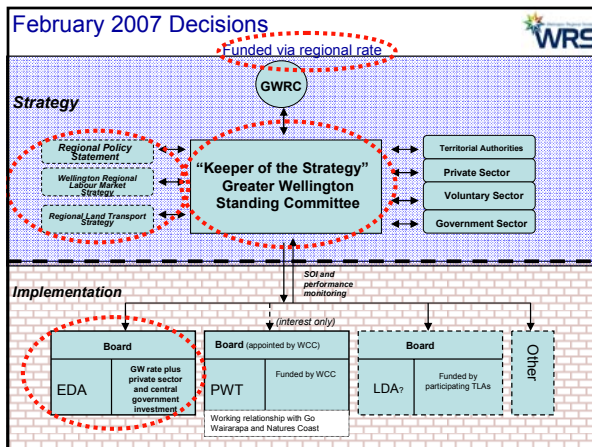 February 2007 Decisions
WRS
Funded via regional rate
GWRC
Strategy
Regional Policy
Statement
Wellington Regional
Labour Market
Strategy
Regional Land Transport
Strategy
“Keeper of the Strategy”
Greater Wellington
Standing Committee
Territorial Authorities
Private Sector
Voluntary Sector
Government Sector
SOI and
performance
monitoring
Implementation
(interest only)
Board
EDA
GW rate plus
private sector
and central
government
investment
Board (appointed by WCC)
PWT
Funded by WCC
Working relationship with Go
Wairarapa and Natures Coast
Board
LDA?
Funded by
participating TLAs
Other